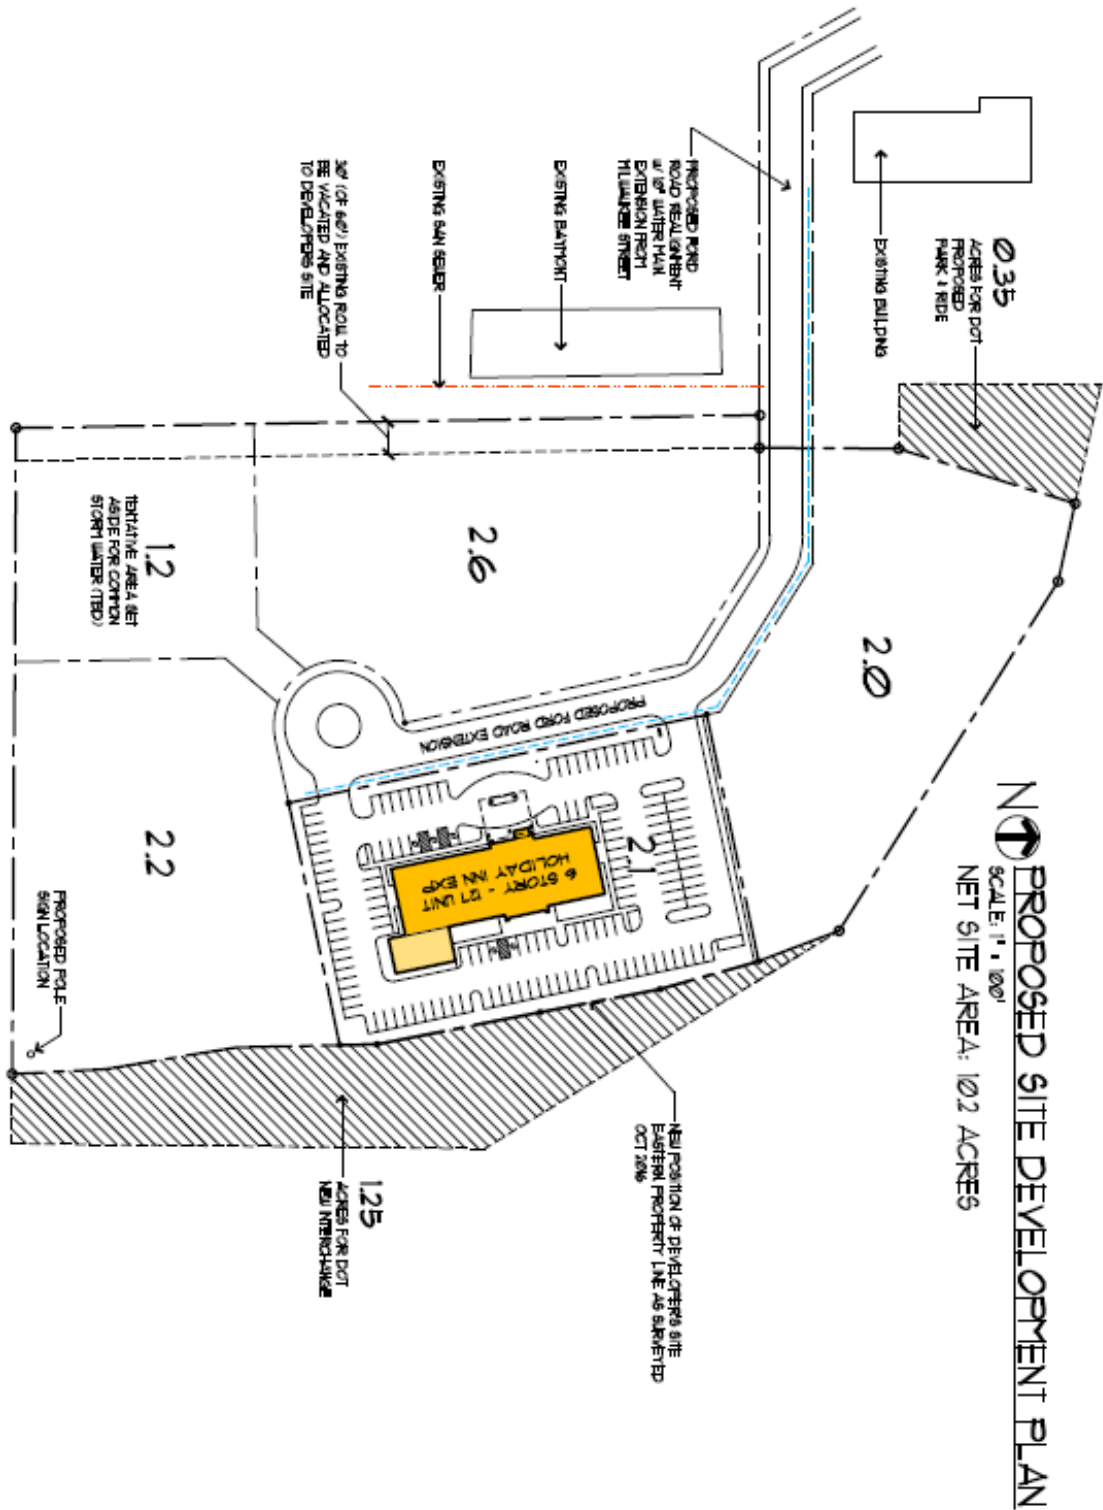 PROPOSED SITE DEVELOPMENT PLAN
SCALE: 1" = 100'
NET SITE AREA: 10.2 ACRES
N
0.35
ACRES FOR DOT
PROPOSED
PARK & RIDE
EXISTING BUILDING
PROPOSED FORD
ROAD REALIGNMENT
W/ 10" WATER MAIN
EXTENSION FROM
MILWAUKEE STREET
EXISTING BAYMONT
EXISTING SAN SEWER
30' (OF 60') EXISTING R.O.W. TO
BE VACATED AND ALLOCATED
TO DEVELOPERS SITE
2.0
2.6
1.2
TENTATIVE AREA SET
ASIDE FOR COMMON
STORM WATER (TBD)
PROPOSED FORD ROAD EXTENSION
2.1
6 STORY - 127 UNIT
HOLIDAY INN EXP
2.2
PROPOSED POLE
SIGN LOCATION
NEW POSITION OF DEVELOPER'S SITE
EASTERN PROPERTY LINE AS SURVEYED
OCT 2016
1.25
ACRES FOR DOT
NEW INTERCHANGE